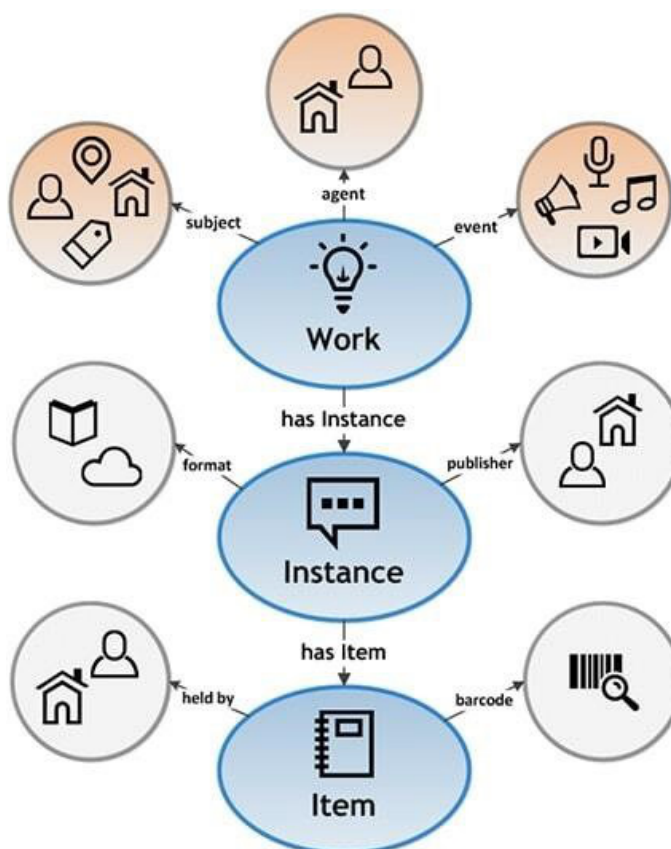 agent
subject
event
Work
has Instance
format
publisher
Instance
has Item
held by
barcode
Item